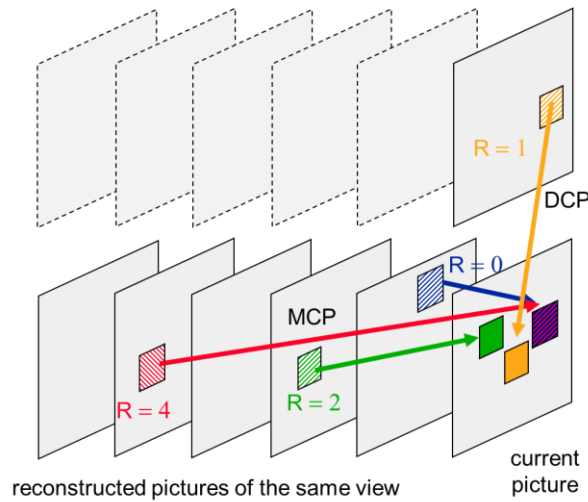 R = 1
DCP
R = 0
MCP
R = 4
R = 2
current
picture
reconstructed pictures of the same view